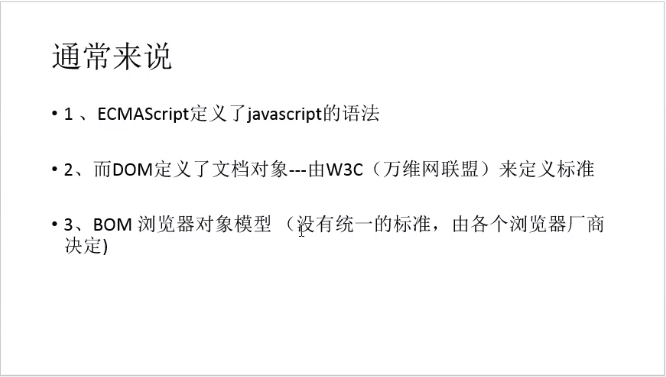 通常来说
• 1 、ECMAScript定义了javascript的语法
• 2、而DOM定义了文档对象---由W3C（万维网联盟）来定义标准
• 3、BOM 浏览器对象模型 （没有统一的标准，由各个浏览器厂商
决定)